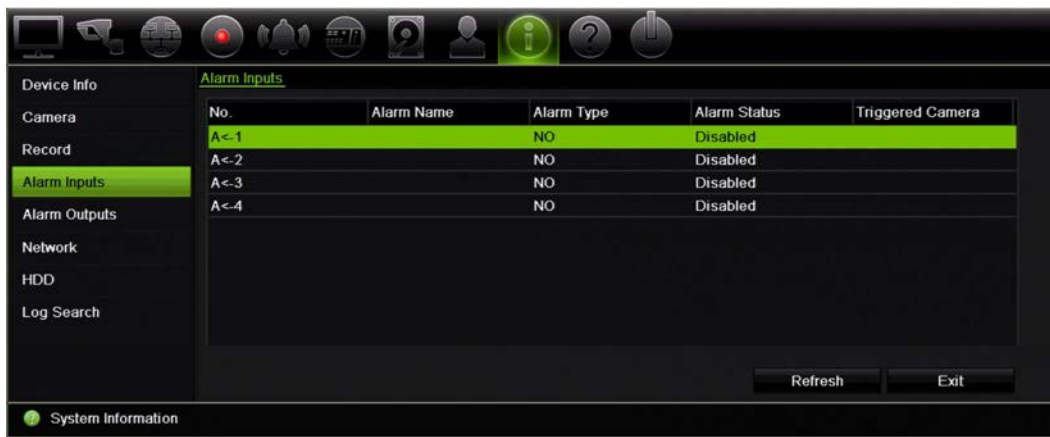 Device Info
Camera
Record
Alarm Inputs
Alarm Outputs
Network
HDD
Log Search
Alarm Inputs
No. Alarm Name Alarm Type Alarm Status Triggered Camera
A<-1 NO Disabled
A<-2 NO Disabled
A<-3 NO Disabled
A<-4 NO Disabled
Refresh Exit
System Information